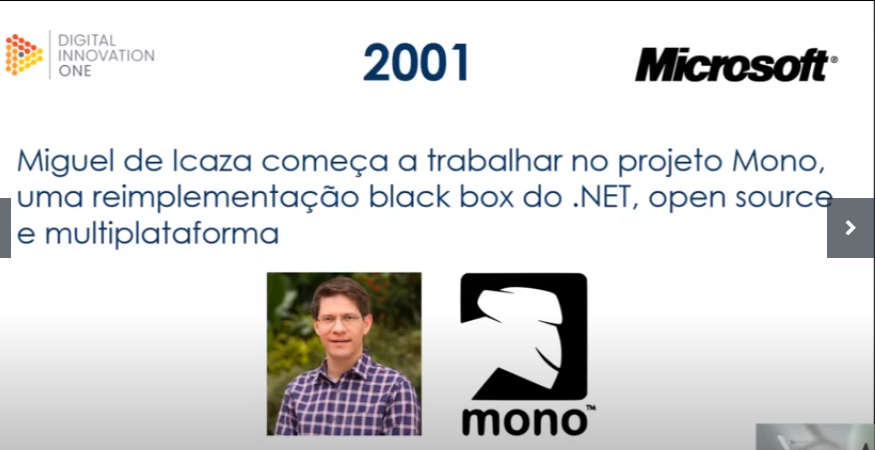 DIGITAL
INNOVATION
ONE
2001
Microsoft®
Miguel de Icaza começa a trabalhar no projeto Mono,
uma reimplementação black box do .NET, open source
e multiplataforma
mono™